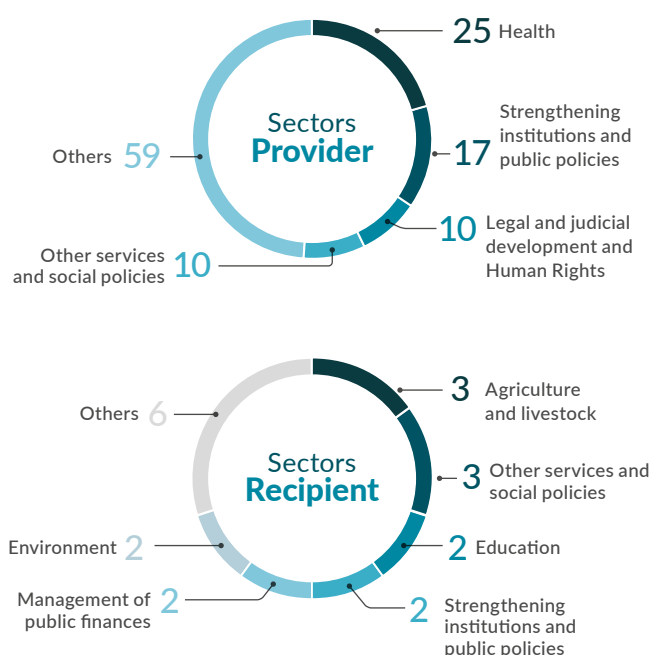 25 Health
Sectors
Provider
Strengthening
institutions and
17 public policies
Others 59
10 Legal and judicial
development and
Human Rights
Other services
and social policies 10
3 Agriculture
and livestock
Others 6
Sectors
Recipient
3 Other services and
social policies
Environment 2
2 Education
Management of
public finances 2
2 Strengthening
institutions and
public policies